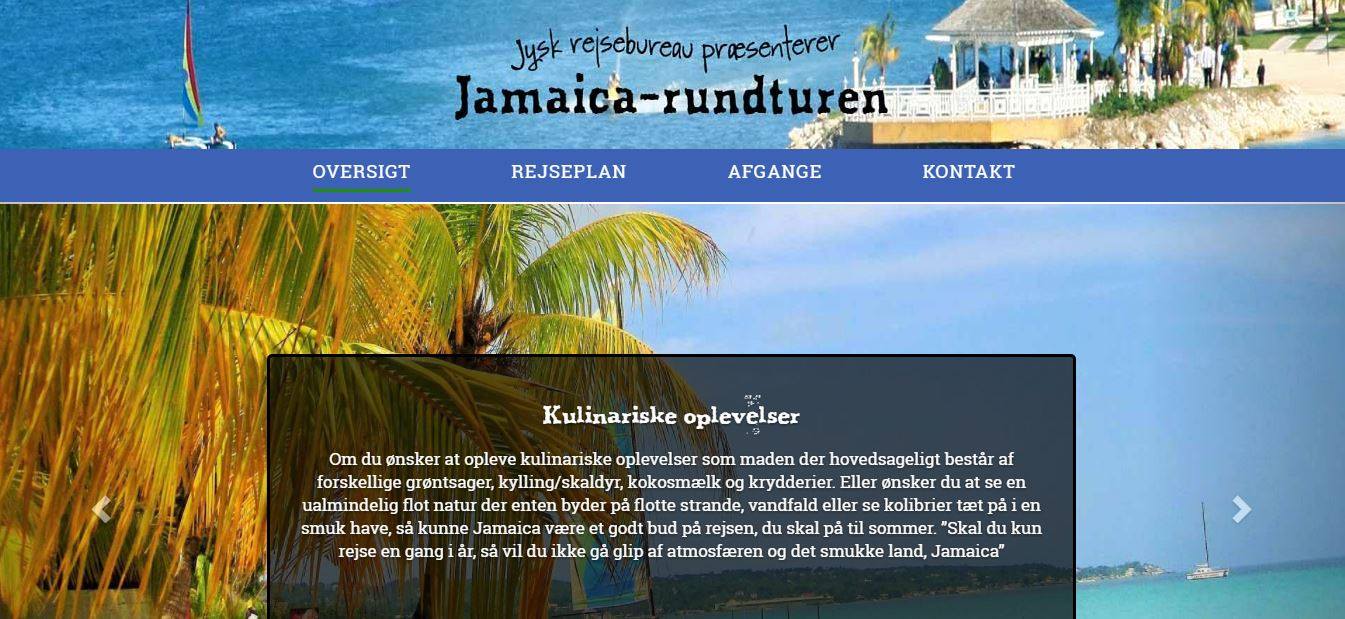 Jysk rejsebureau præsenterer
Jamaica-rundturen
OVERSIGT REJSEPLAN AFGANGE KONTAKT
Kulinariske oplevelser
Om du ønsker at opleve kulinariske oplevelser som maden der hovedsageligt består af
forskellige grøntsager, kylling/skaldyr, kokosmælk og krydderier. Eller ønsker du at se en
ualmindelig flot natur der enten byder på flotte strande, vandfald eller se kolibrier tæt på i en
smuk have, så kunne Jamaica være et godt bud på rejsen, du skal på til sommer. ”Skal du kun
rejse en gang i år, så vil du ikke gå glip af atmosfæren og det smukke land, Jamaica”